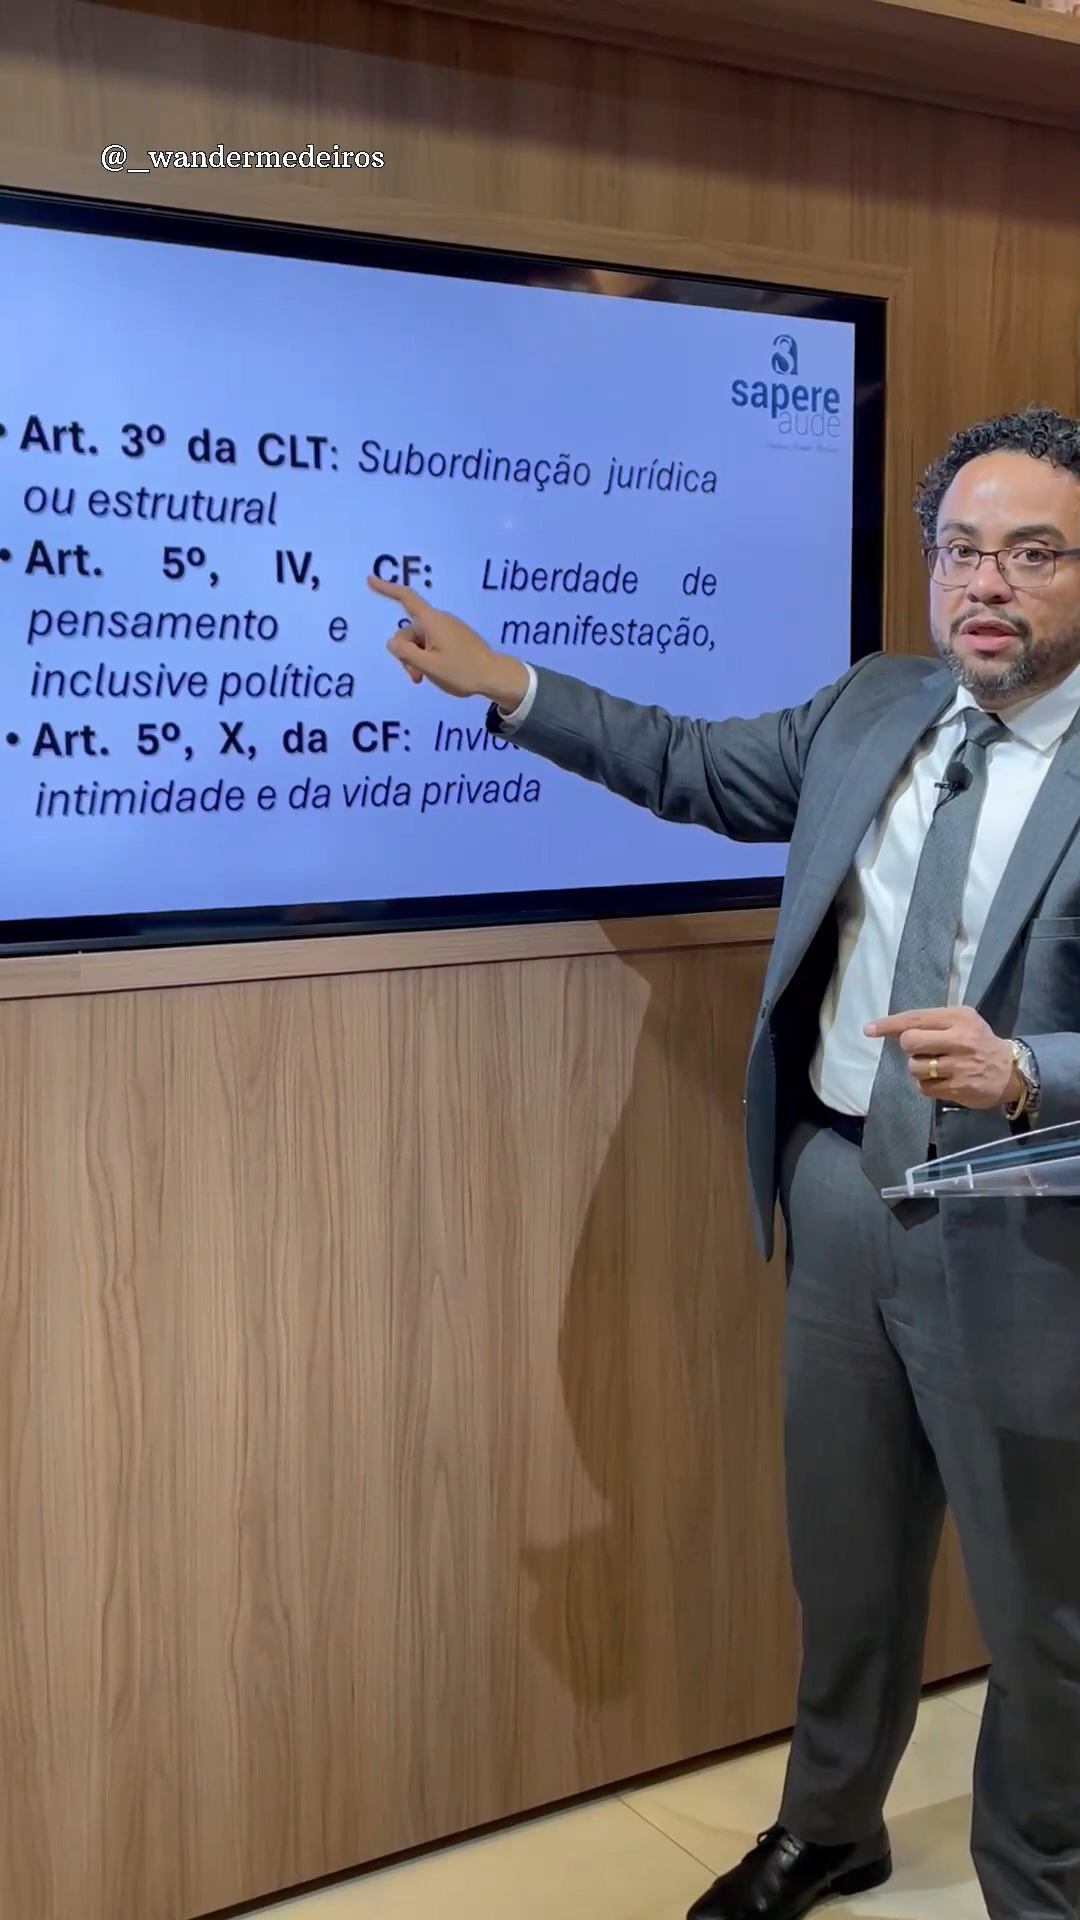 @_wandermedeiros
sapere
aude
• Art. 3º da CLT: Subordinação jurídica
ou estrutural
• Art. 5º, IV, CF: Liberdade de
pensamento e manifestação,
inclusive política
• Art. 5º, X, da CF:
intimidade e da vida privada